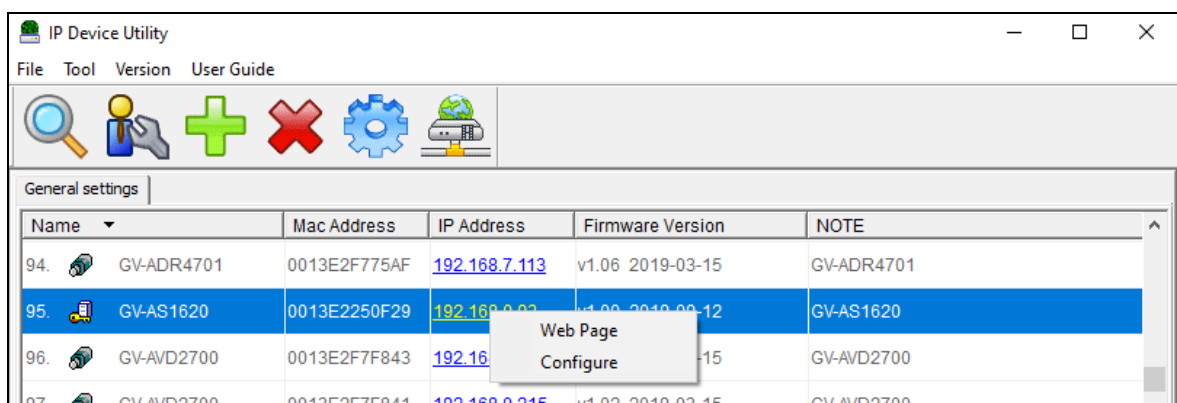 IP Device Utility
File Tool Version User Guide
General settings
Name Mac Address IP Address Firmware Version NOTE
94. GV-ADR4701 0013E2F775AF 192.168.7.113 v1.06 2019-03-15 GV-ADR4701
95. GV-AS1620 0013E2250F29 -12 GV-AS1620
Web Page
96. GV-AVD2700 0013E2F7F843 192.16 -15 GV-AVD2700
Configure